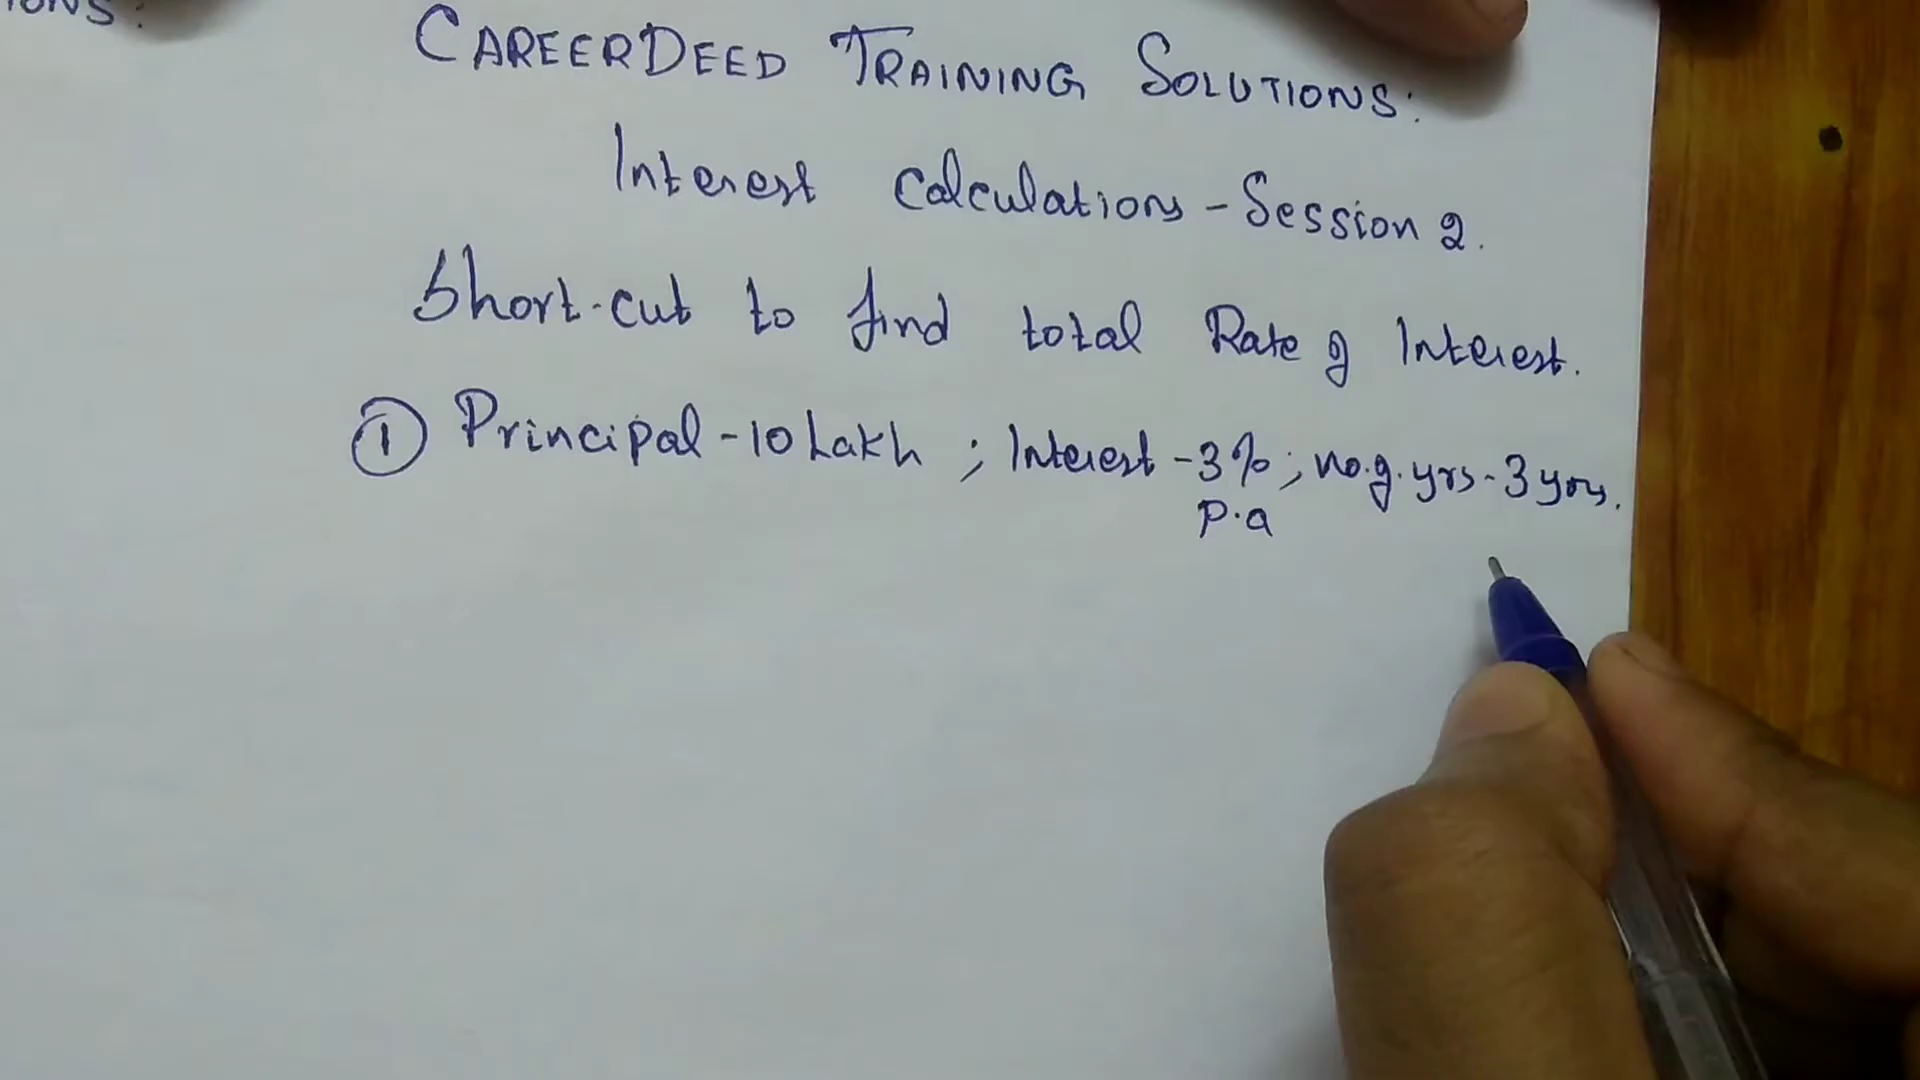 IONS:
CAREERDEED TRAINING SOLUTIONS:
Interest Calculations - Session 2.
Short-cut to find total Rate of Interest.
① Principal - 10 Lakh ; Interest - 3% ; no.of.yrs - 3 yrs.
p.a